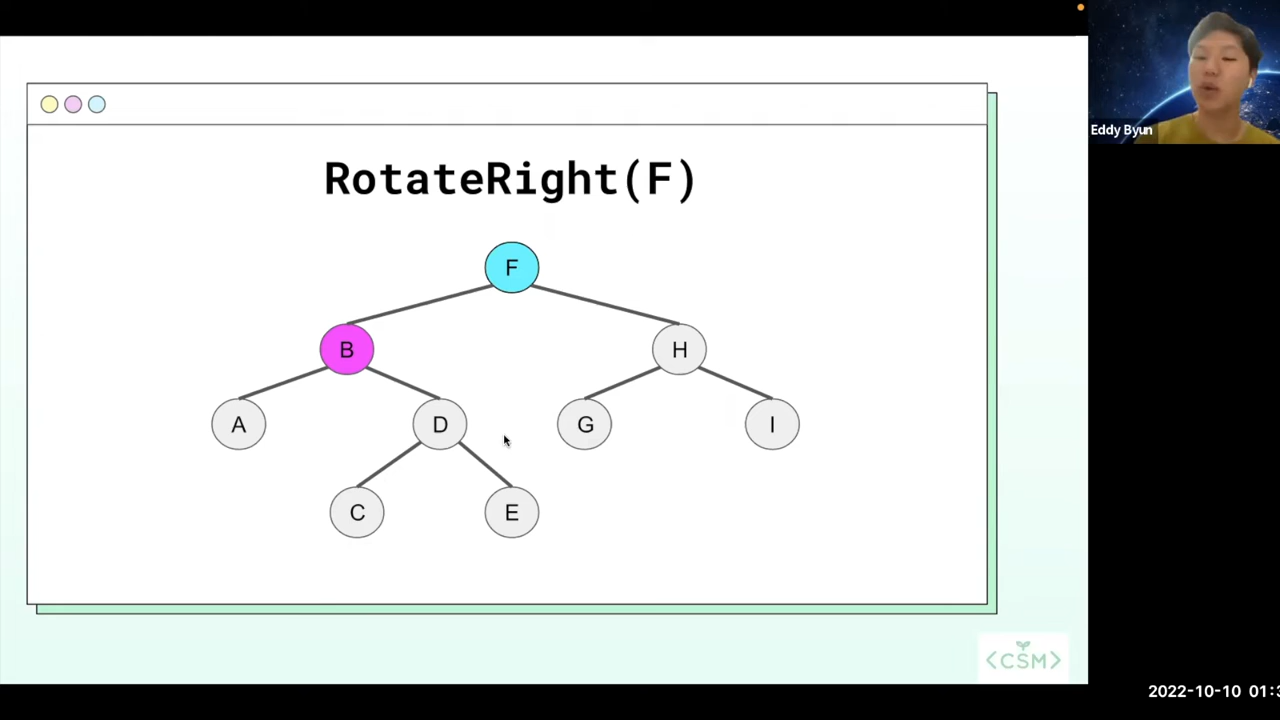 RotateRight(F)
F
B
H
A
D
G
I
C
E
<CSM>
Eddy Byun
2022-10-10 01:3